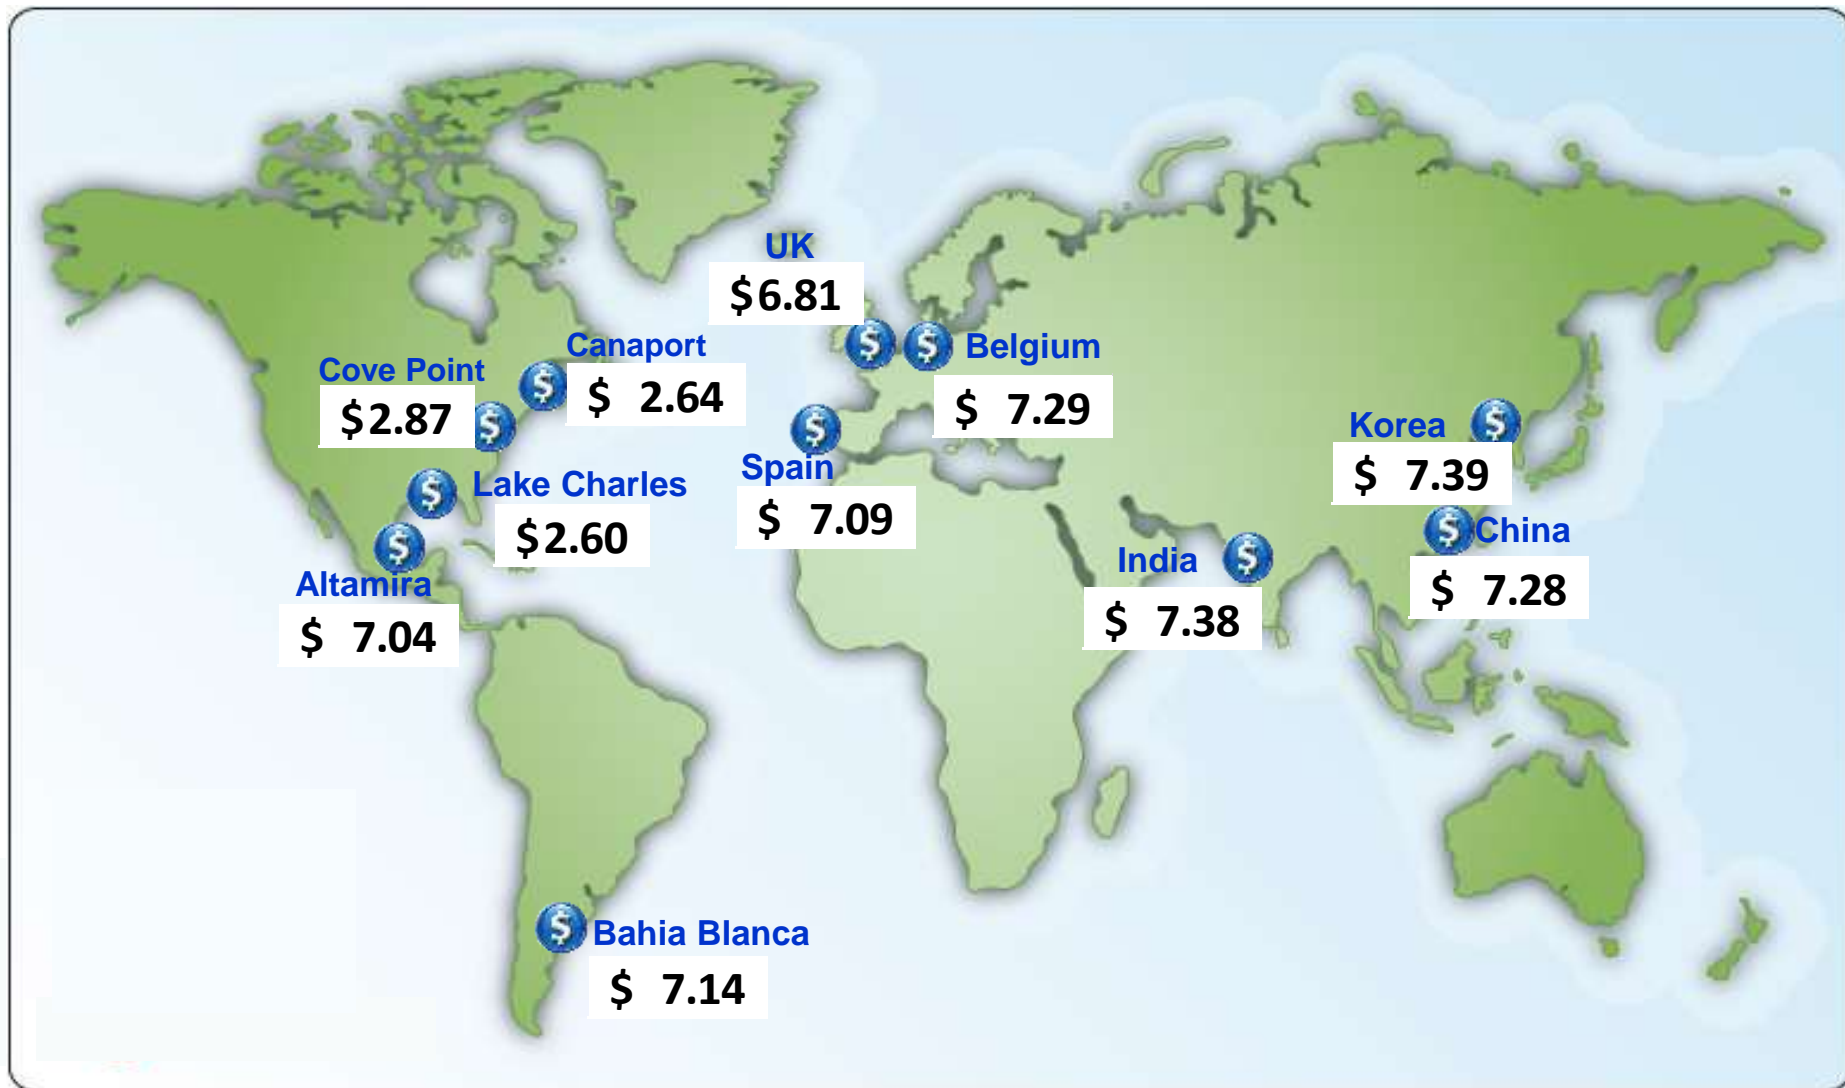 UK
$6.81
Canaport
$ 2.64
Cove Point
$2.87
Belgium
$ 7.29
Korea
$ 7.39
Spain
$ 7.09
Lake Charles
$2.60
China
$ 7.28
India
$ 7.38
Altamira
$ 7.04
Bahia Blanca
$ 7.14